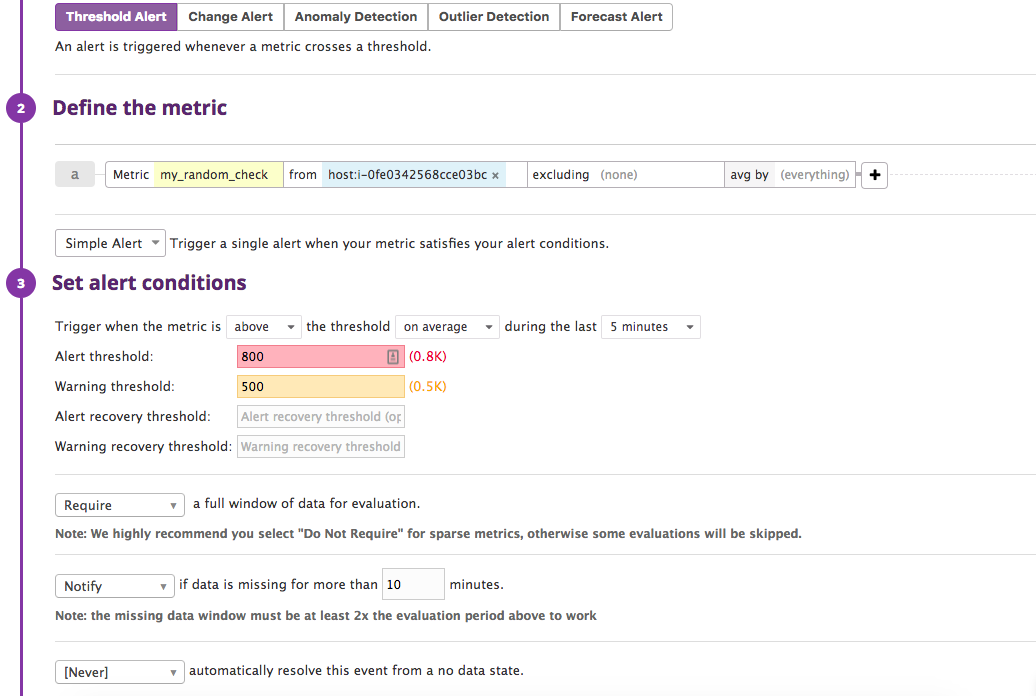 Threshold Alert Change Alert Anomaly Detection Outlier Detection Forecast Alert
An alert is triggered whenever a metric crosses a threshold.
2 Define the metric
a Metric my_random_check from host:i-0fe0342568cce03bc × excluding (none) avg by (everything) +
Simple Alert Trigger a single alert when your metric satisfies your alert conditions.
3 Set alert conditions
Trigger when the metric is above the threshold on average during the last 5 minutes
Alert threshold: 800 (0.8K)
Warning threshold: 500 (0.5K)
Alert recovery threshold: Alert recovery threshold (op
Warning recovery threshold: Warning recovery threshold
Require a full window of data for evaluation.
Note: We highly recommend you select "Do Not Require" for sparse metrics, otherwise some evaluations will be skipped.
Notify if data is missing for more than 10 minutes.
Note: the missing data window must be at least 2x the evaluation period above to work
[Never] automatically resolve this event from a no data state.